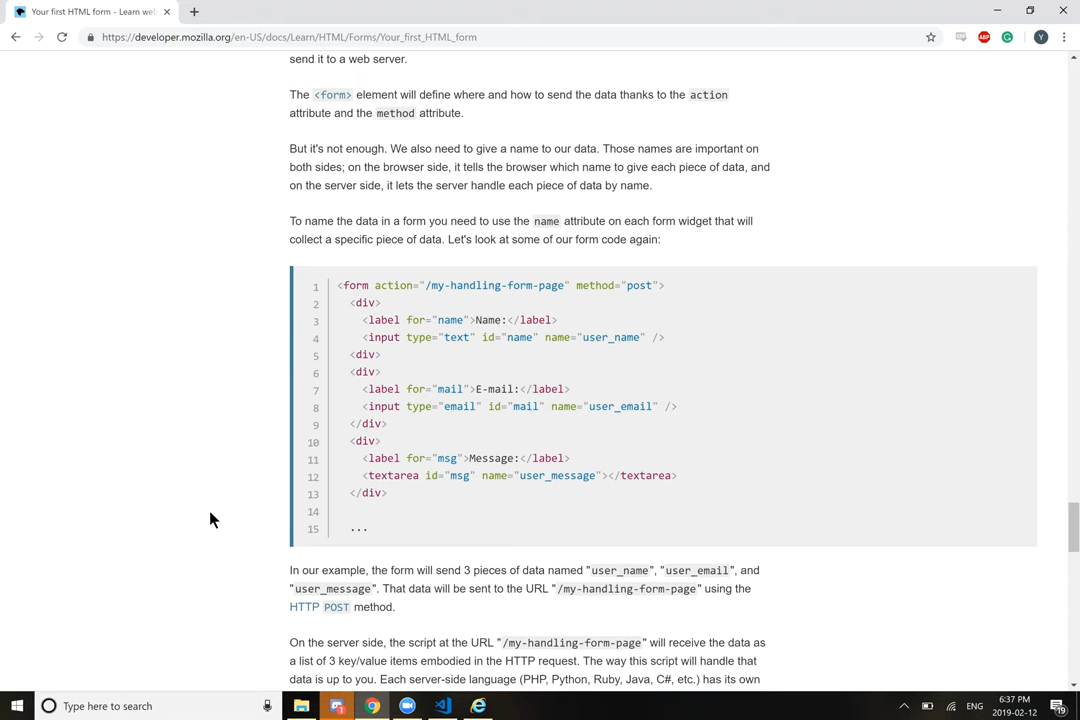 Your first HTML form - Learn we
https://developer.mozilla.org/en-US/docs/Learn/HTML/Forms/Your_first_HTML_form
ABP
Y
send it to a web server.
The <form> element will define where and how to send the data thanks to the action
attribute and the method attribute.
But it's not enough. We also need to give a name to our data. Those names are important on
both sides; on the browser side, it tells the browser which name to give each piece of data, and
on the server side, it lets the server handle each piece of data by name.
To name the data in a form you need to use the name attribute on each form widget that will
collect a specific piece of data. Let's look at some of our form code again:
1 <form action="/my-handling-form-page" method="post">
2 <div>
3 <label for="name">Name:</label>
4 <input type="text" id="name" name="user_name" />
5 <div>
6 <div>
7 <label for="mail">E-mail:</label>
8 <input type="email" id="mail" name="user_email" />
9 </div>
10 <div>
11 <label for="msg">Message:</label>
12 <textarea id="msg" name="user_message"></textarea>
13 </div>
14
15 ...
In our example, the form will send 3 pieces of data named "user_name", "user_email", and
"user_message". That data will be sent to the URL "/my-handling-form-page" using the
HTTP POST method.
On the server side, the script at the URL "/my-handling-form-page" will receive the data as
a list of 3 key/value items embodied in the HTTP request. The way this script will handle that
data is up to you. Each server-side language (PHP, Python, Ruby, Java, C#, etc.) has its own
Type here to search
ENG
6:37 PM
2019-02-12
19